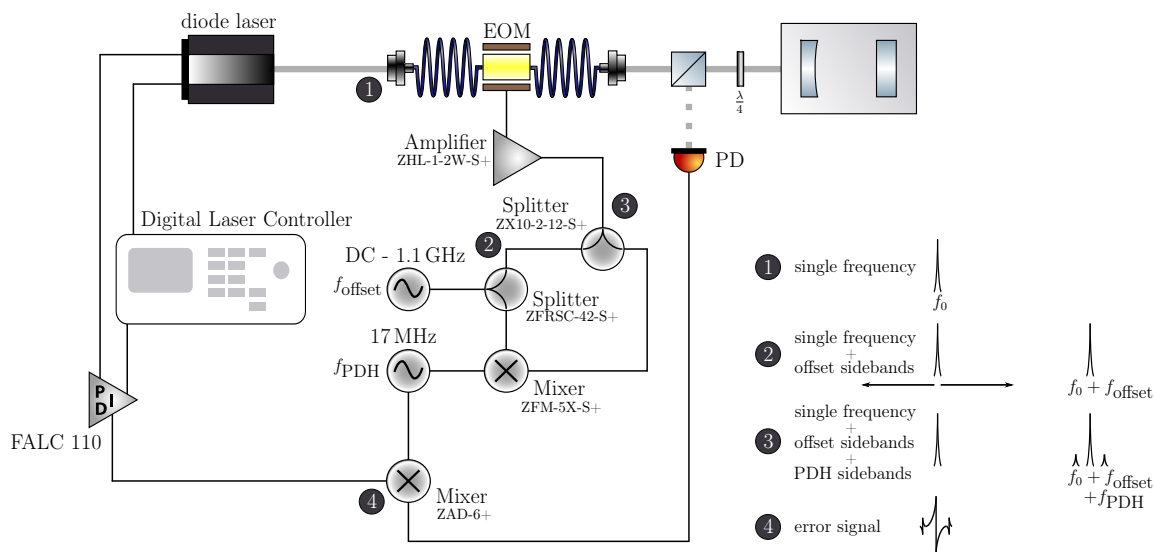 diode laser
EOM
1
λ/4
Amplifier
ZHL-1-2W-S+
PD
Splitter
ZX10-2-12-S+
3
Digital Laser Controller
2
DC - 1.1 GHz
f_offset
Splitter
ZFRSC-42-S+
17 MHz
f_PDH
Mixer
ZFM-5X-S+
P
I
D
FALC 110
4
Mixer
ZAD-6+
1 single frequency
f_0
2 single frequency
+
offset sidebands
f_0 + f_offset
3 single frequency
+
offset sidebands
+
PDH sidebands
f_0 + f_offset
+f_PDH
4 error signal